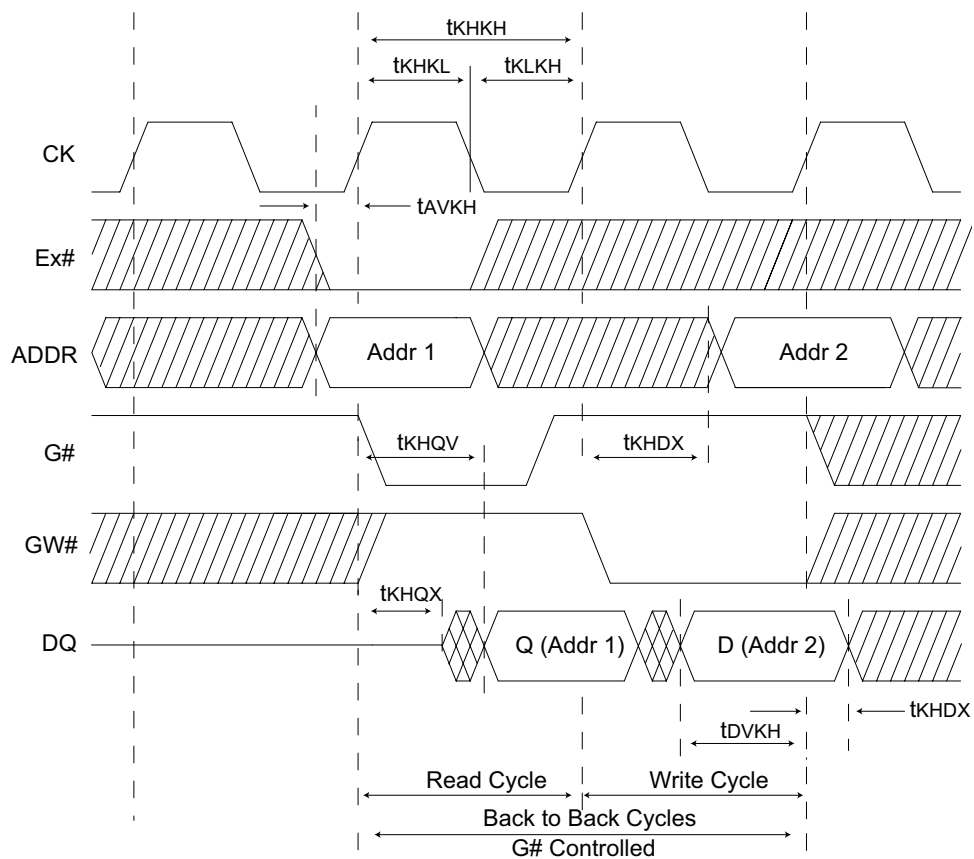 tKHKH
tKHKL
tKLKH
CK
tAVKH
Ex#
ADDR
Addr 1
Addr 2
G#
tKHQV
tKHDX
GW#
tKHQX
DQ
Q (Addr 1)
D (Addr 2)
tKHDX
tDVKH
Read Cycle
Write Cycle
Back to Back Cycles
G# Controlled